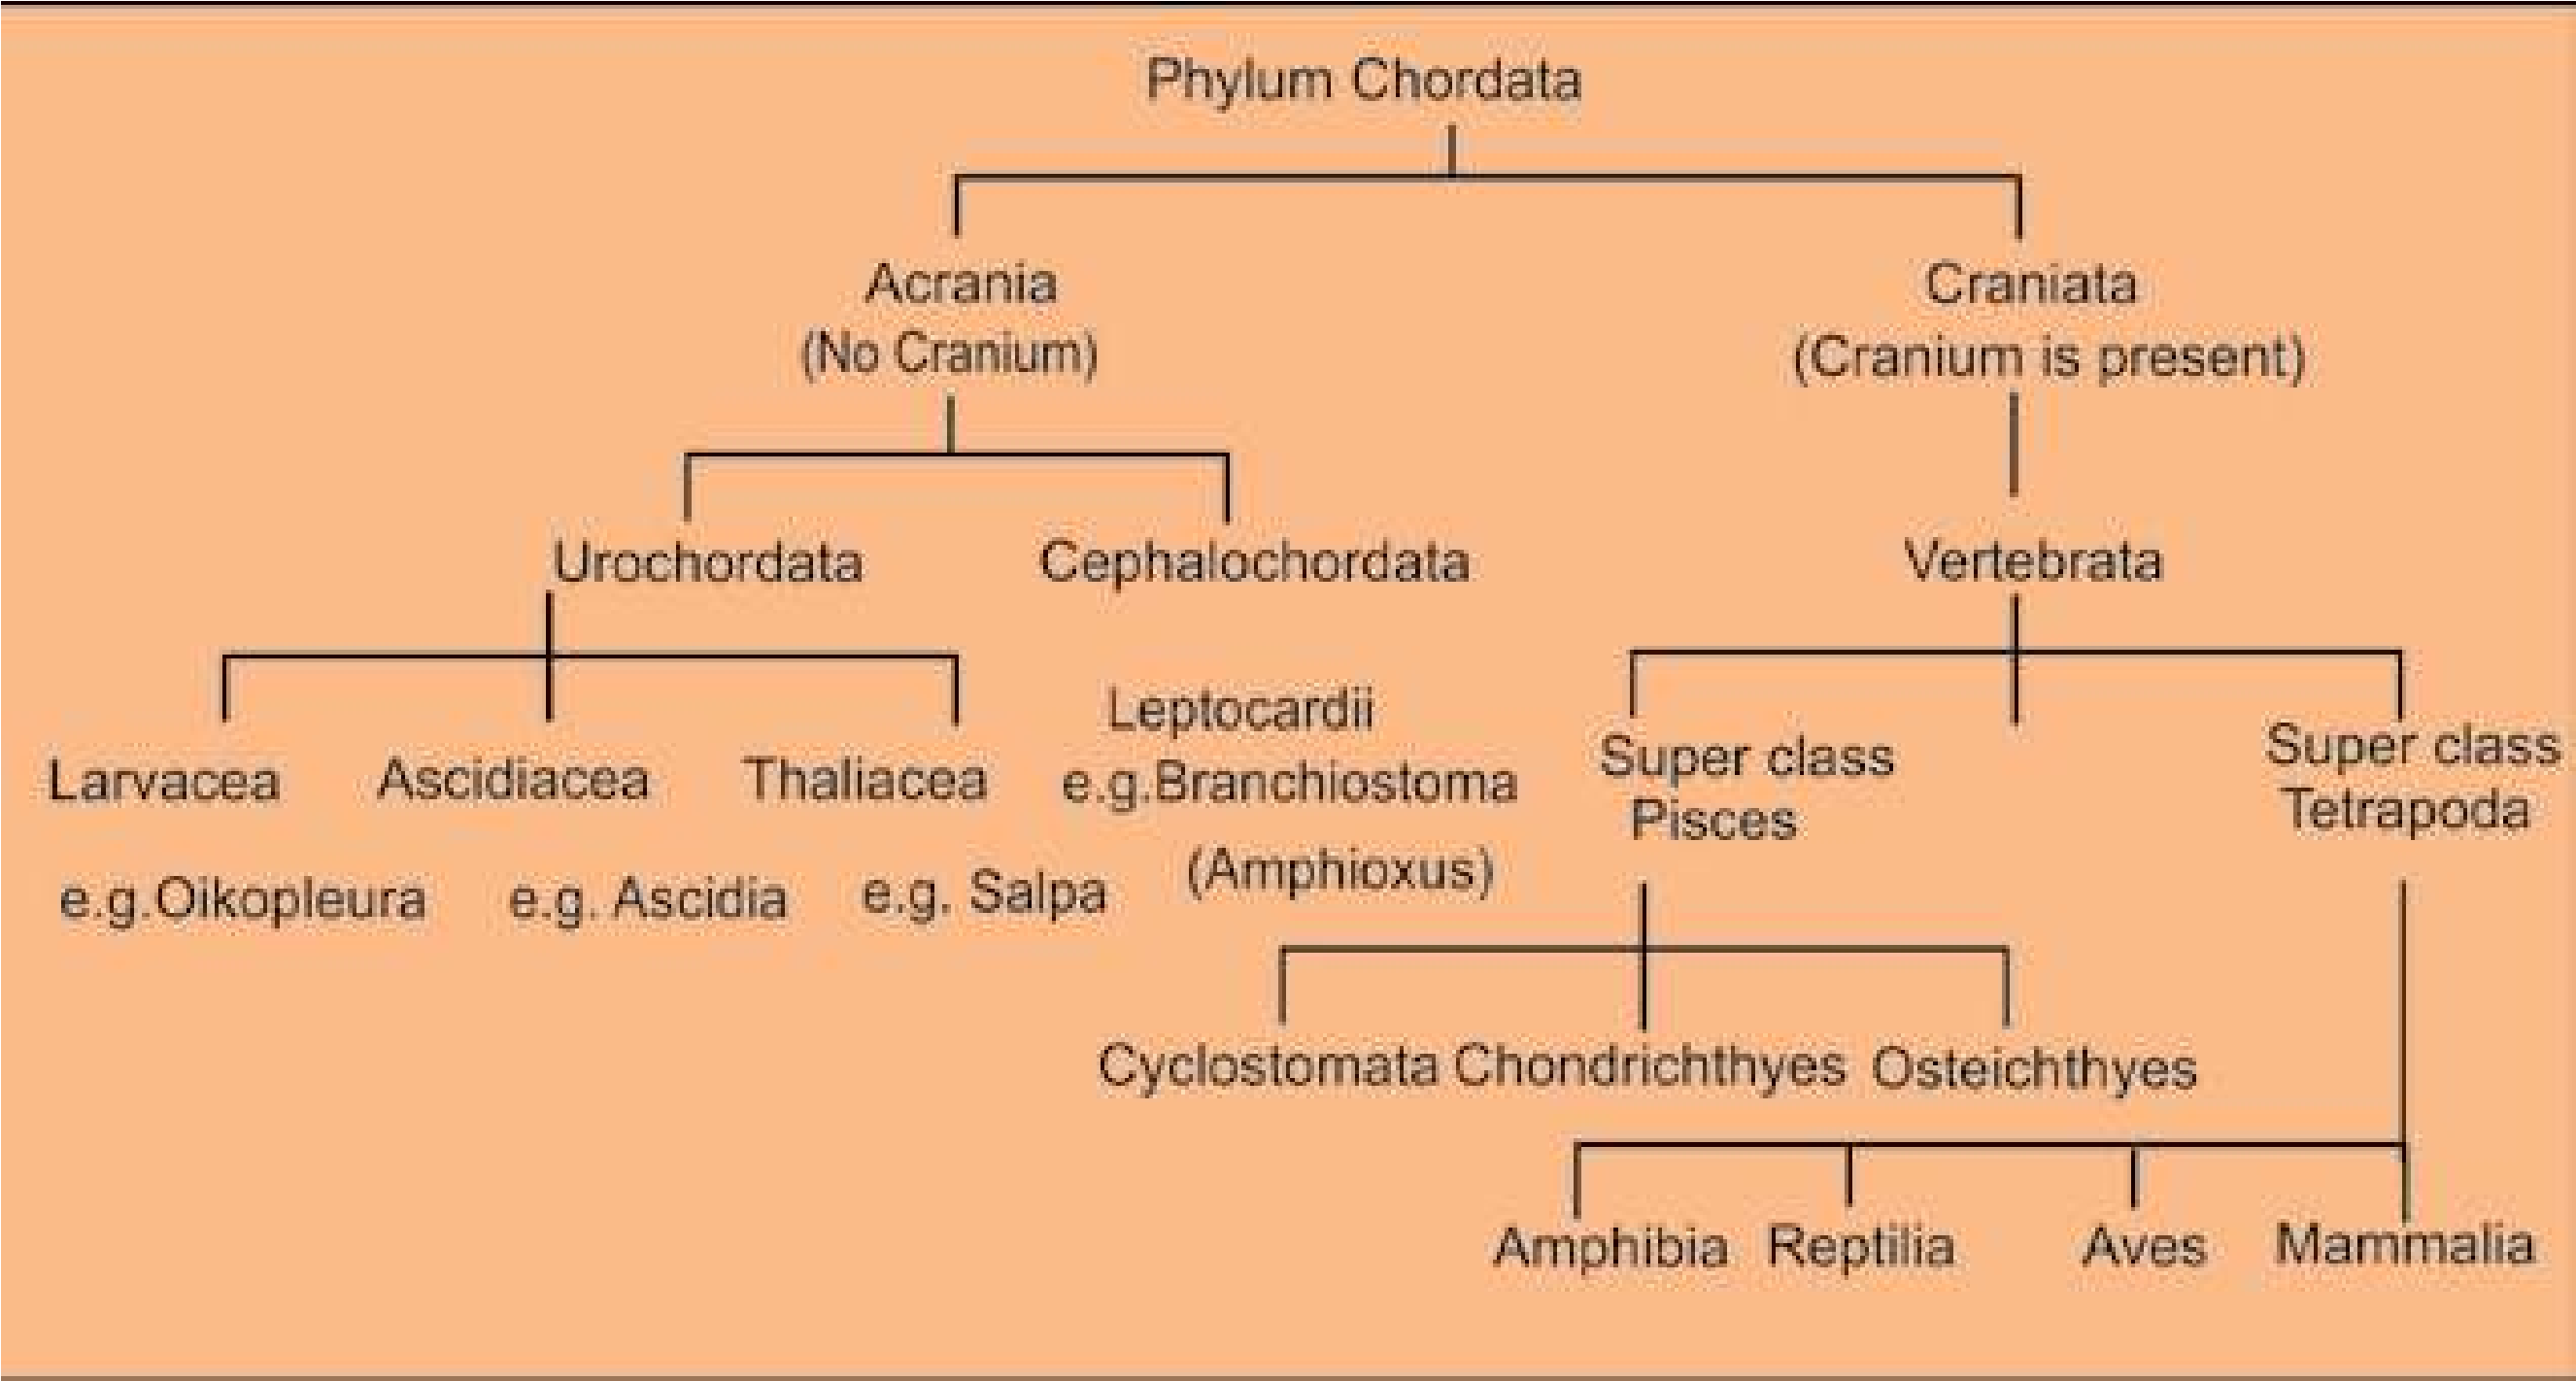 Phylum Chordata
Acrania
(No Cranium)
Craniata
(Cranium is present)
Urochordata
Cephalochordata
Vertebrata
Larvacea
e.g.Oikopleura
Ascidiacea
e.g. Ascidia
Thaliacea
e.g. Salpa
Leptocardii
e.g.Branchiostoma
(Amphioxus)
Super class
Pisces
Super class
Tetrapoda
Cyclostomata
Chondrichthyes
Osteichthyes
Amphibia
Reptilia
Aves
Mammalia